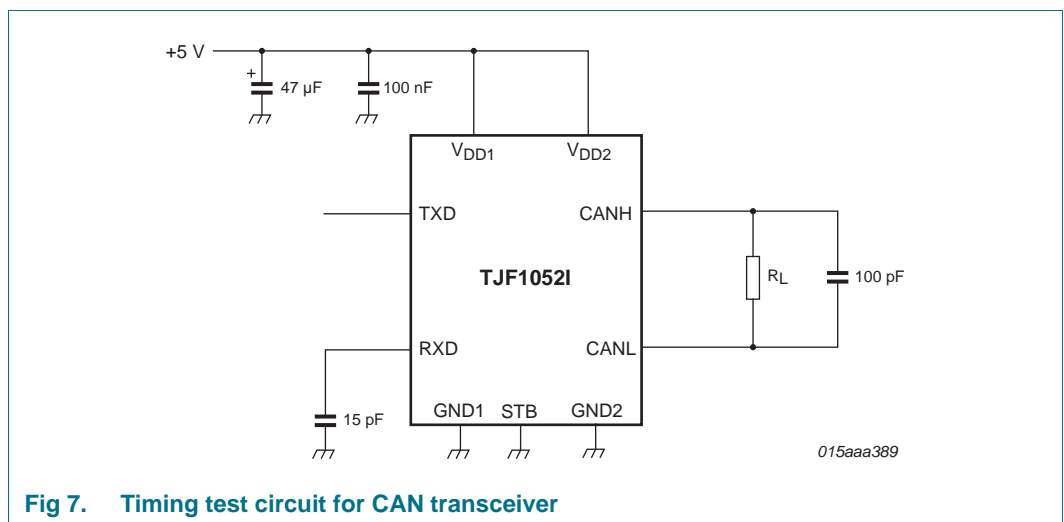 +5 V
+
47 µF
100 nF
VDD1
VDD2
TXD
CANH
TJF1052I
RL
100 pF
RXD
CANL
15 pF
GND1
STB
GND2
015aaa389
Fig 7. Timing test circuit for CAN transceiver